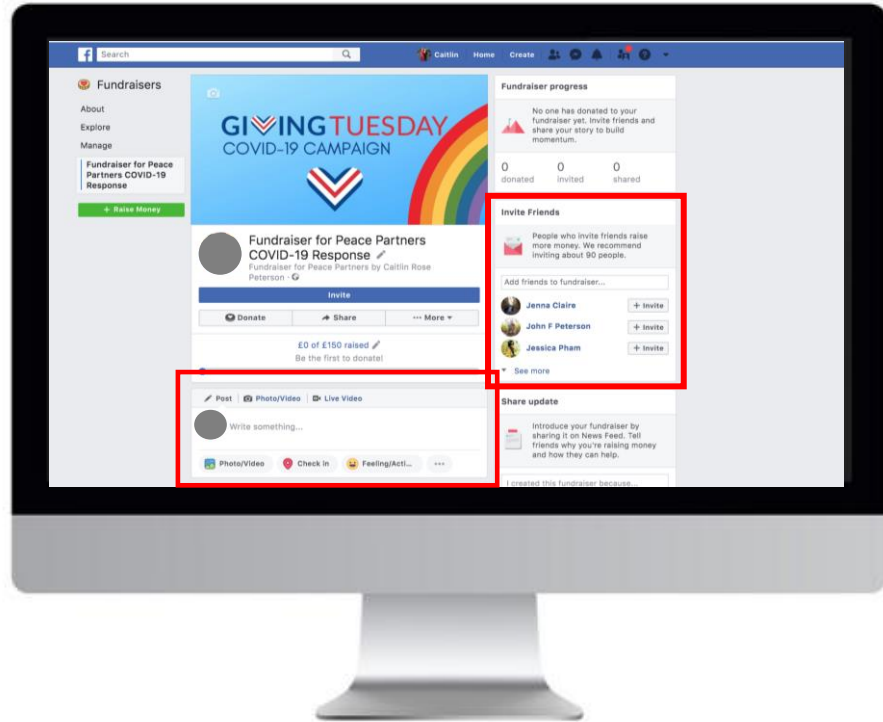 Search
Caitlin Home Create
Fundraisers
About
Explore
Manage
Fundraiser for Peace
Partners COVID-19
Response
+ Raise Money
GIVING TUESDAY
COVID-19 CAMPAIGN
Fundraiser for Peace Partners
COVID-19 Response
Fundraiser for Peace Partners by Caitlin Rose
Peterson ·
Invite
Donate
Share
··· More
£0 of £150 raised
Be the first to donate!
Post
Photo/Video
Live Video
Write something...
Photo/Video
Check in
Feeling/Acti...
···
Fundraiser progress
No one has donated to your
fundraiser yet. Invite friends and
share your story to build
momentum.
0 0 0
donated invited shared
Invite Friends
People who invite friends raise
more money. We recommend
inviting about 90 people.
Add friends to fundraiser...
Jenna Claire + Invite
John F Peterson + Invite
Jessica Pham + Invite
See more
Share update
Introduce your fundraiser by
sharing it on News Feed. Tell
friends why you're raising money
and how they can help.
I created this fundraiser because...